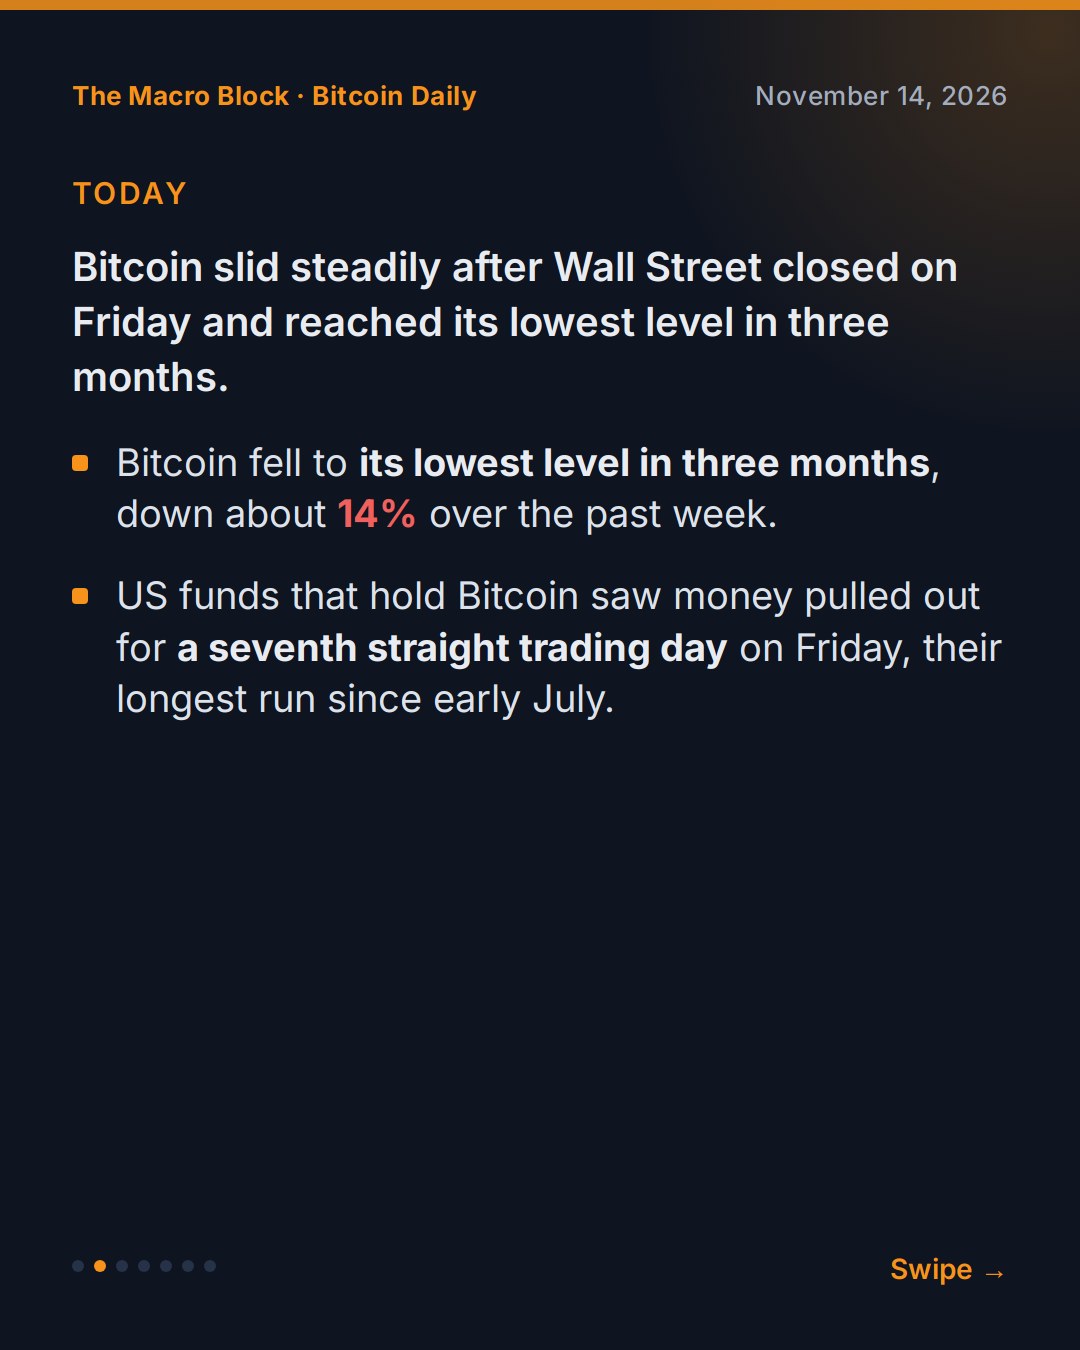 The Macro Block · Bitcoin Daily
November 14, 2026
TODAY
Bitcoin slid steadily after Wall Street closed on
Friday and reached its lowest level in three
months.
Bitcoin fell to its lowest level in three months,
down about 14% over the past week.
US funds that hold Bitcoin saw money pulled out
for a seventh straight trading day on Friday, their
longest run since early July.
Swipe →